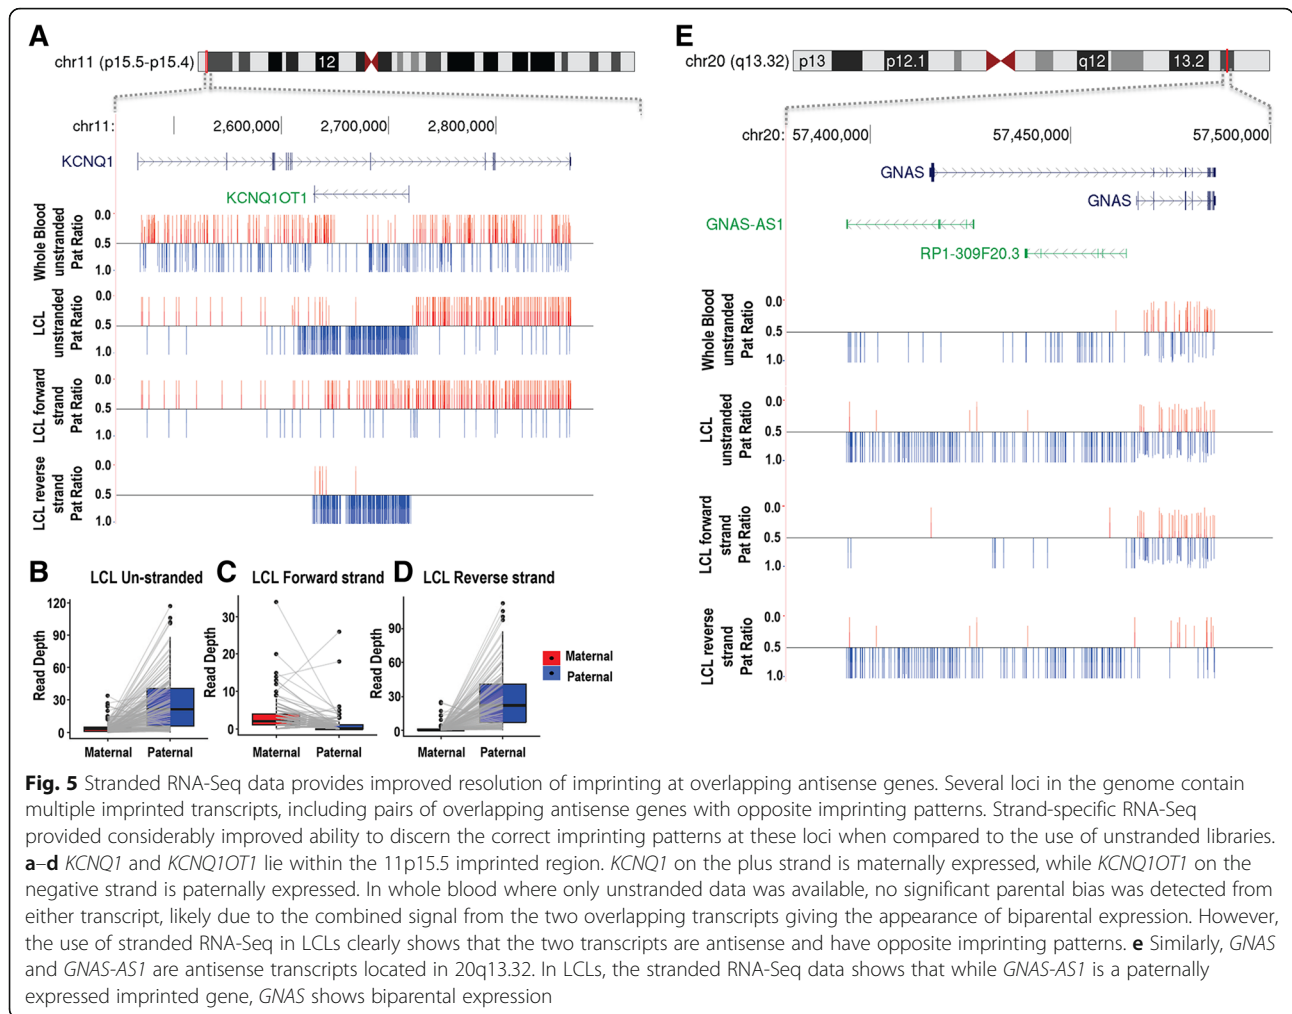 A
chr11 (p15.5-p15.4)
12
chr11:
2,600,000
2,700,000
2,800,000
KCNQ1
KCNQ1OT1
Whole Blood
unstranded
Pat Ratio
0.0
0.5
1.0
LCL
unstranded
Pat Ratio
0.0
0.5
1.0
LCL forward
strand
Pat Ratio
0.0
0.5
1.0
LCL reverse
strand
Pat Ratio
0.0
0.5
1.0
B
LCL Un-stranded
Read Depth
120
90
60
30
0
Maternal Paternal
C
LCL Forward strand
Read Depth
30
20
10
0
Maternal Paternal
D
LCL Reverse strand
Read Depth
90
60
30
0
Maternal Paternal
Maternal
Paternal
E
chr20 (q13.32)
p13
p12.1
q12
13.2
chr20:
57,400,000
57,450,000
57,500,000
GNAS
GNAS
GNAS-AS1
RP1-309F20.3
Whole Blood
unstranded
Pat Ratio
0.0
0.5
1.0
LCL
unstranded
Pat Ratio
0.0
0.5
1.0
LCL forward
strand
Pat Ratio
0.0
0.5
1.0
LCL reverse
strand
Pat Ratio
0.0
0.5
1.0
Fig. 5 Stranded RNA-Seq data provides improved resolution of imprinting at overlapping antisense genes. Several loci in the genome contain
multiple imprinted transcripts, including pairs of overlapping antisense genes with opposite imprinting patterns. Strand-specific RNA-Seq
provided considerably improved ability to discern the correct imprinting patterns at these loci when compared to the use of unstranded libraries.
a–d KCNQ1 and KCNQ1OT1 lie within the 11p15.5 imprinted region. KCNQ1 on the plus strand is maternally expressed, while KCNQ1OT1 on the
negative strand is paternally expressed. In whole blood where only unstranded data was available, no significant parental bias was detected from
either transcript, likely due to the combined signal from the two overlapping transcripts giving the appearance of biparental expression. However,
the use of stranded RNA-Seq in LCLs clearly shows that the two transcripts are antisense and have opposite imprinting patterns. e Similarly, GNAS
and GNAS-AS1 are antisense transcripts located in 20q13.32. In LCLs, the stranded RNA-Seq data shows that while GNAS-AS1 is a paternally
expressed imprinted gene, GNAS shows biparental expression